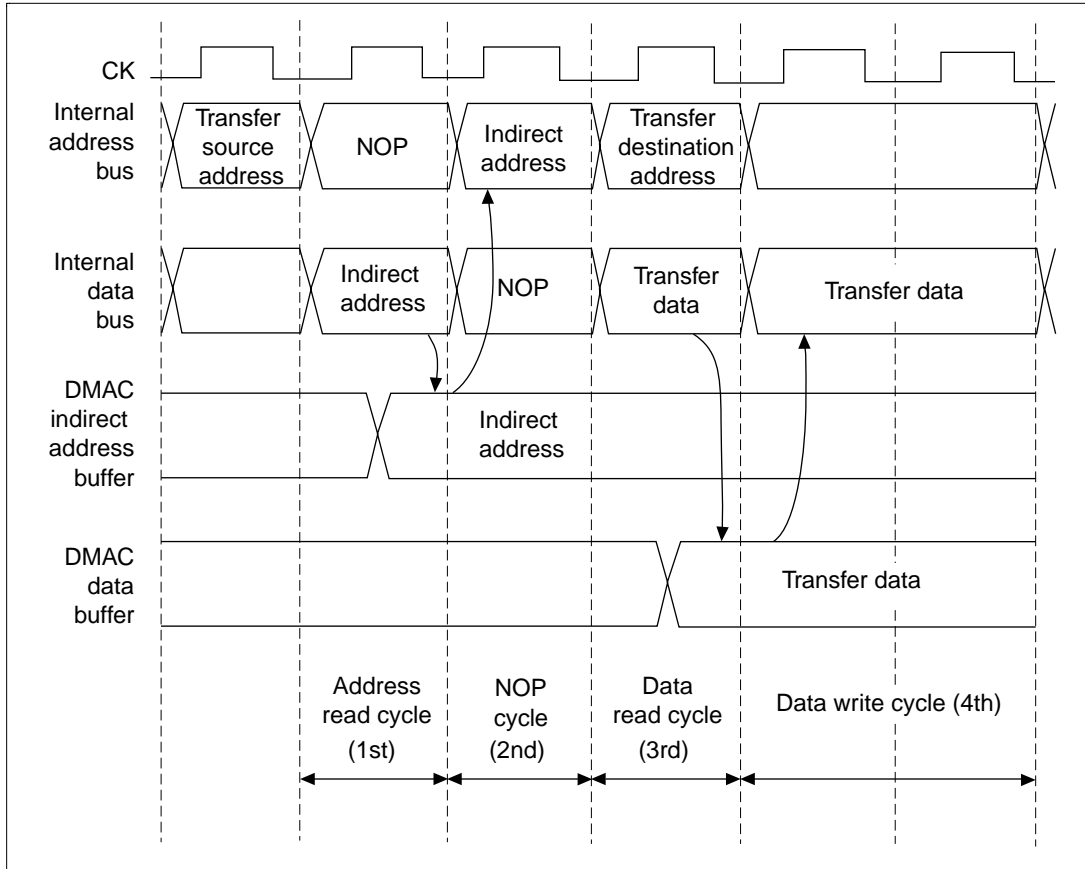 CK
Internal
address
bus
Transfer
source
address
NOP
Indirect
address
Transfer
destination
address
Internal
data
bus
Indirect
address
NOP
Transfer
data
Transfer data
DMAC
indirect
address
buffer
Indirect
address
DMAC
data
buffer
Transfer data
Address
read cycle
(1st)
NOP
cycle
(2nd)
Data
read cycle
(3rd)
Data write cycle (4th)